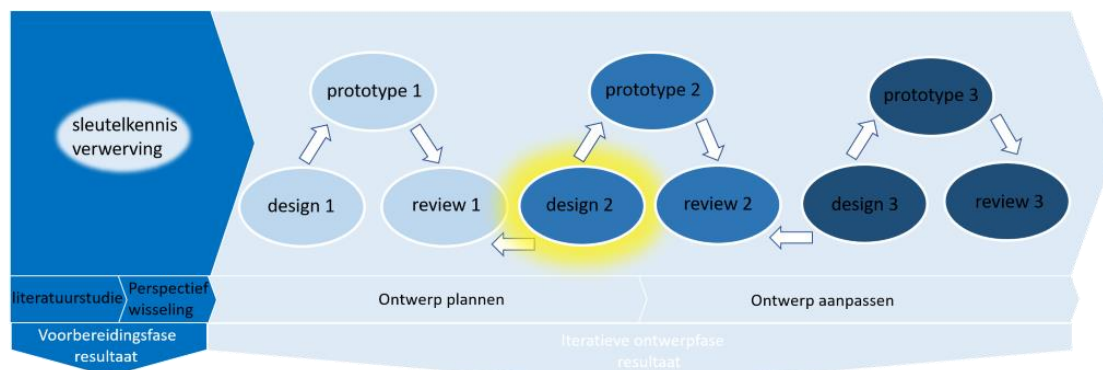 sleutelkennis
verwerving
prototype 1
prototype 2
prototype 3
design 1
review 1
design 2
review 2
design 3
review 3
literatuurstudie
Perspectief
wisseling
Ontwerp plannen
Ontwerp aanpassen
Voorbereidingsfase
resultaat
Iteratieve ontwerpfase
resultaat